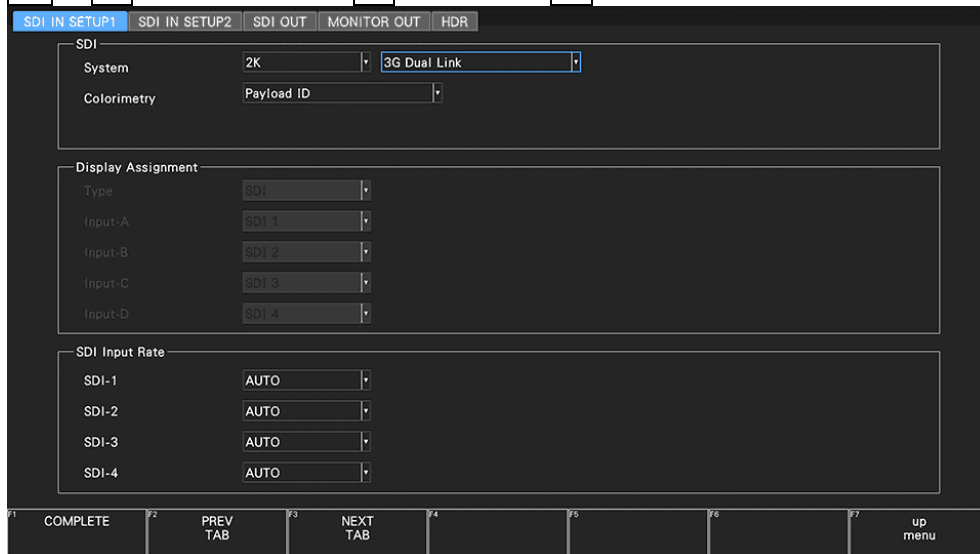 SDI IN SETUP1 SDI IN SETUP2 SDI OUT MONITOR OUT HDR
SDI
System 2K 3G Dual Link
Colorimetry Payload ID
Display Assignment
Type SDI
Input-A SDI 1
Input-B SDI 2
Input-C SDI 3
Input-D SDI 4
SDI Input Rate
SDI-1 AUTO
SDI-2 AUTO
SDI-3 AUTO
SDI-4 AUTO
F1 COMPLETE F2 PREV F3 NEXT F4 F5 F6 F7 up
TAB TAB menu